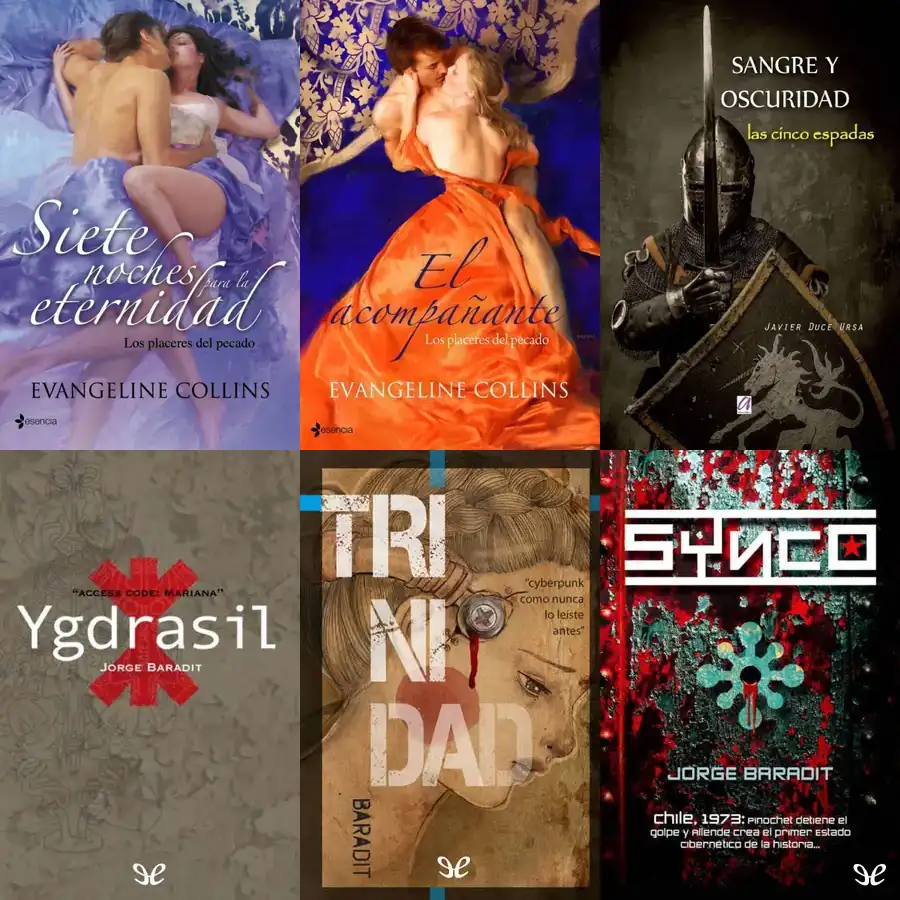 Siete
noches para la
eternidad
Los placeres del pecado
EVANGELINE COLLINS
esencia
El
acompañante
Los placeres del pecado
EVANGELINE COLLINS
esencia
SANGRE Y
OSCURIDAD
las cinco espadas
JAVIER DUCE URSA
a
"ACCESS CODE: MARIANA"
Ygdrasil
JORGE BARADIT
TRI
NI
DAD
"cyberpunk
como nunca
lo leiste
antes"
BARADIT
SYNCO
JORGE BARADIT
Chile, 1973: Pinochet detiene el
golpe y Allende crea el primer Estado
cibernético de la historia...